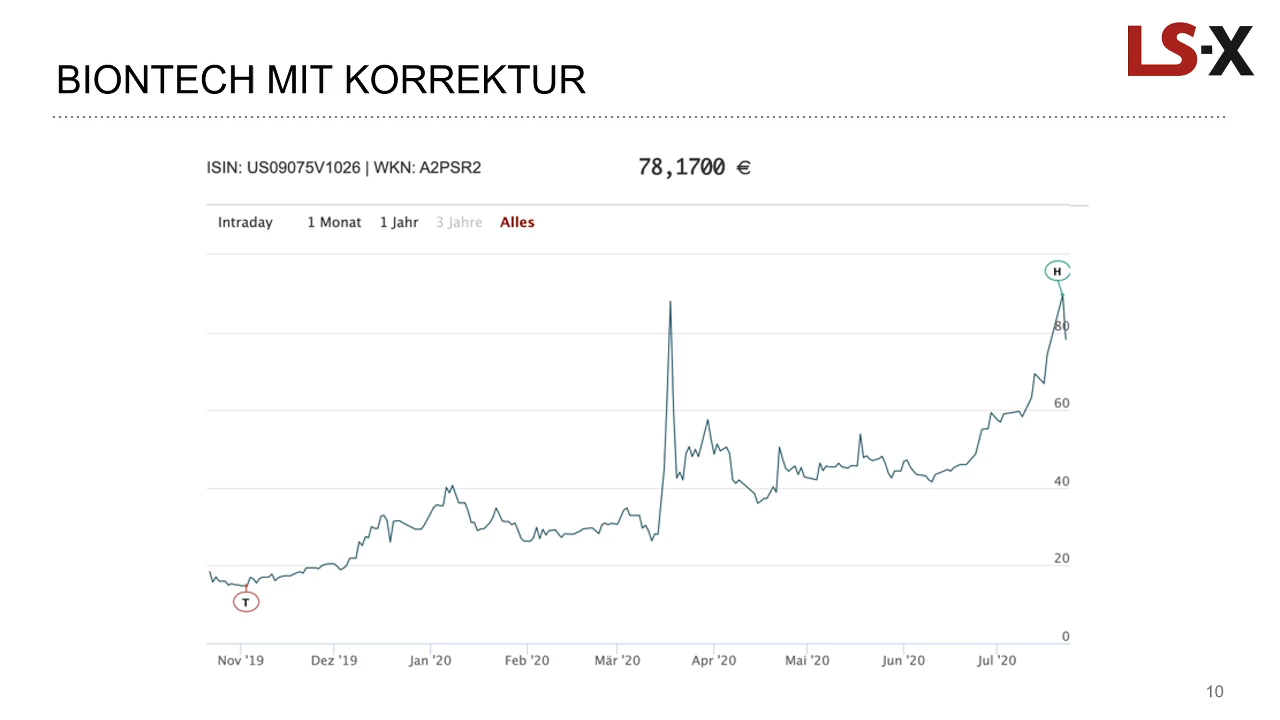 LS-X
BIONTECH MIT KORREKTUR
ISIN: US09075V1026 | WKN: A2PSR2
78,1700 €
Intraday 1 Monat 1 Jahr 3 Jahre Alles
H
80
60
40
20
T
0
Nov '19 Dez '19 Jan '20 Feb '20 Mär '20 Apr '20 Mai '20 Jun '20 Jul '20
10